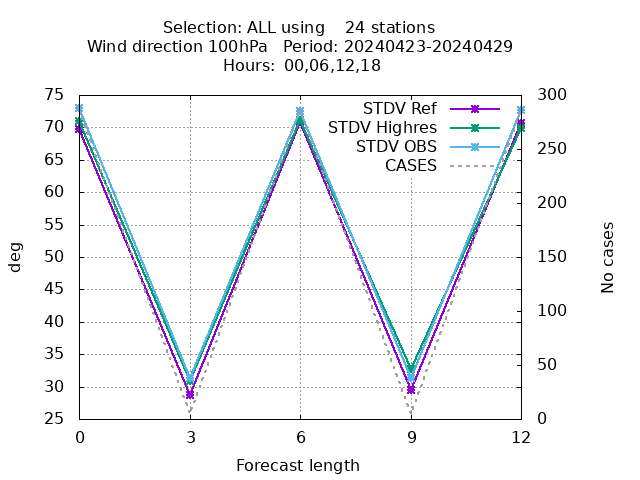 Selection: ALL using    24 stations
Wind direction 100hPa   Period: 20240423-20240429
Hours: 00,06,12,18
STDV Ref
STDV Highres
STDV OBS
CASES
75
70
65
60
55
50
45
40
35
30
25
300
250
200
150
100
50
0
deg
No cases
0 3 6 9 12
Forecast length